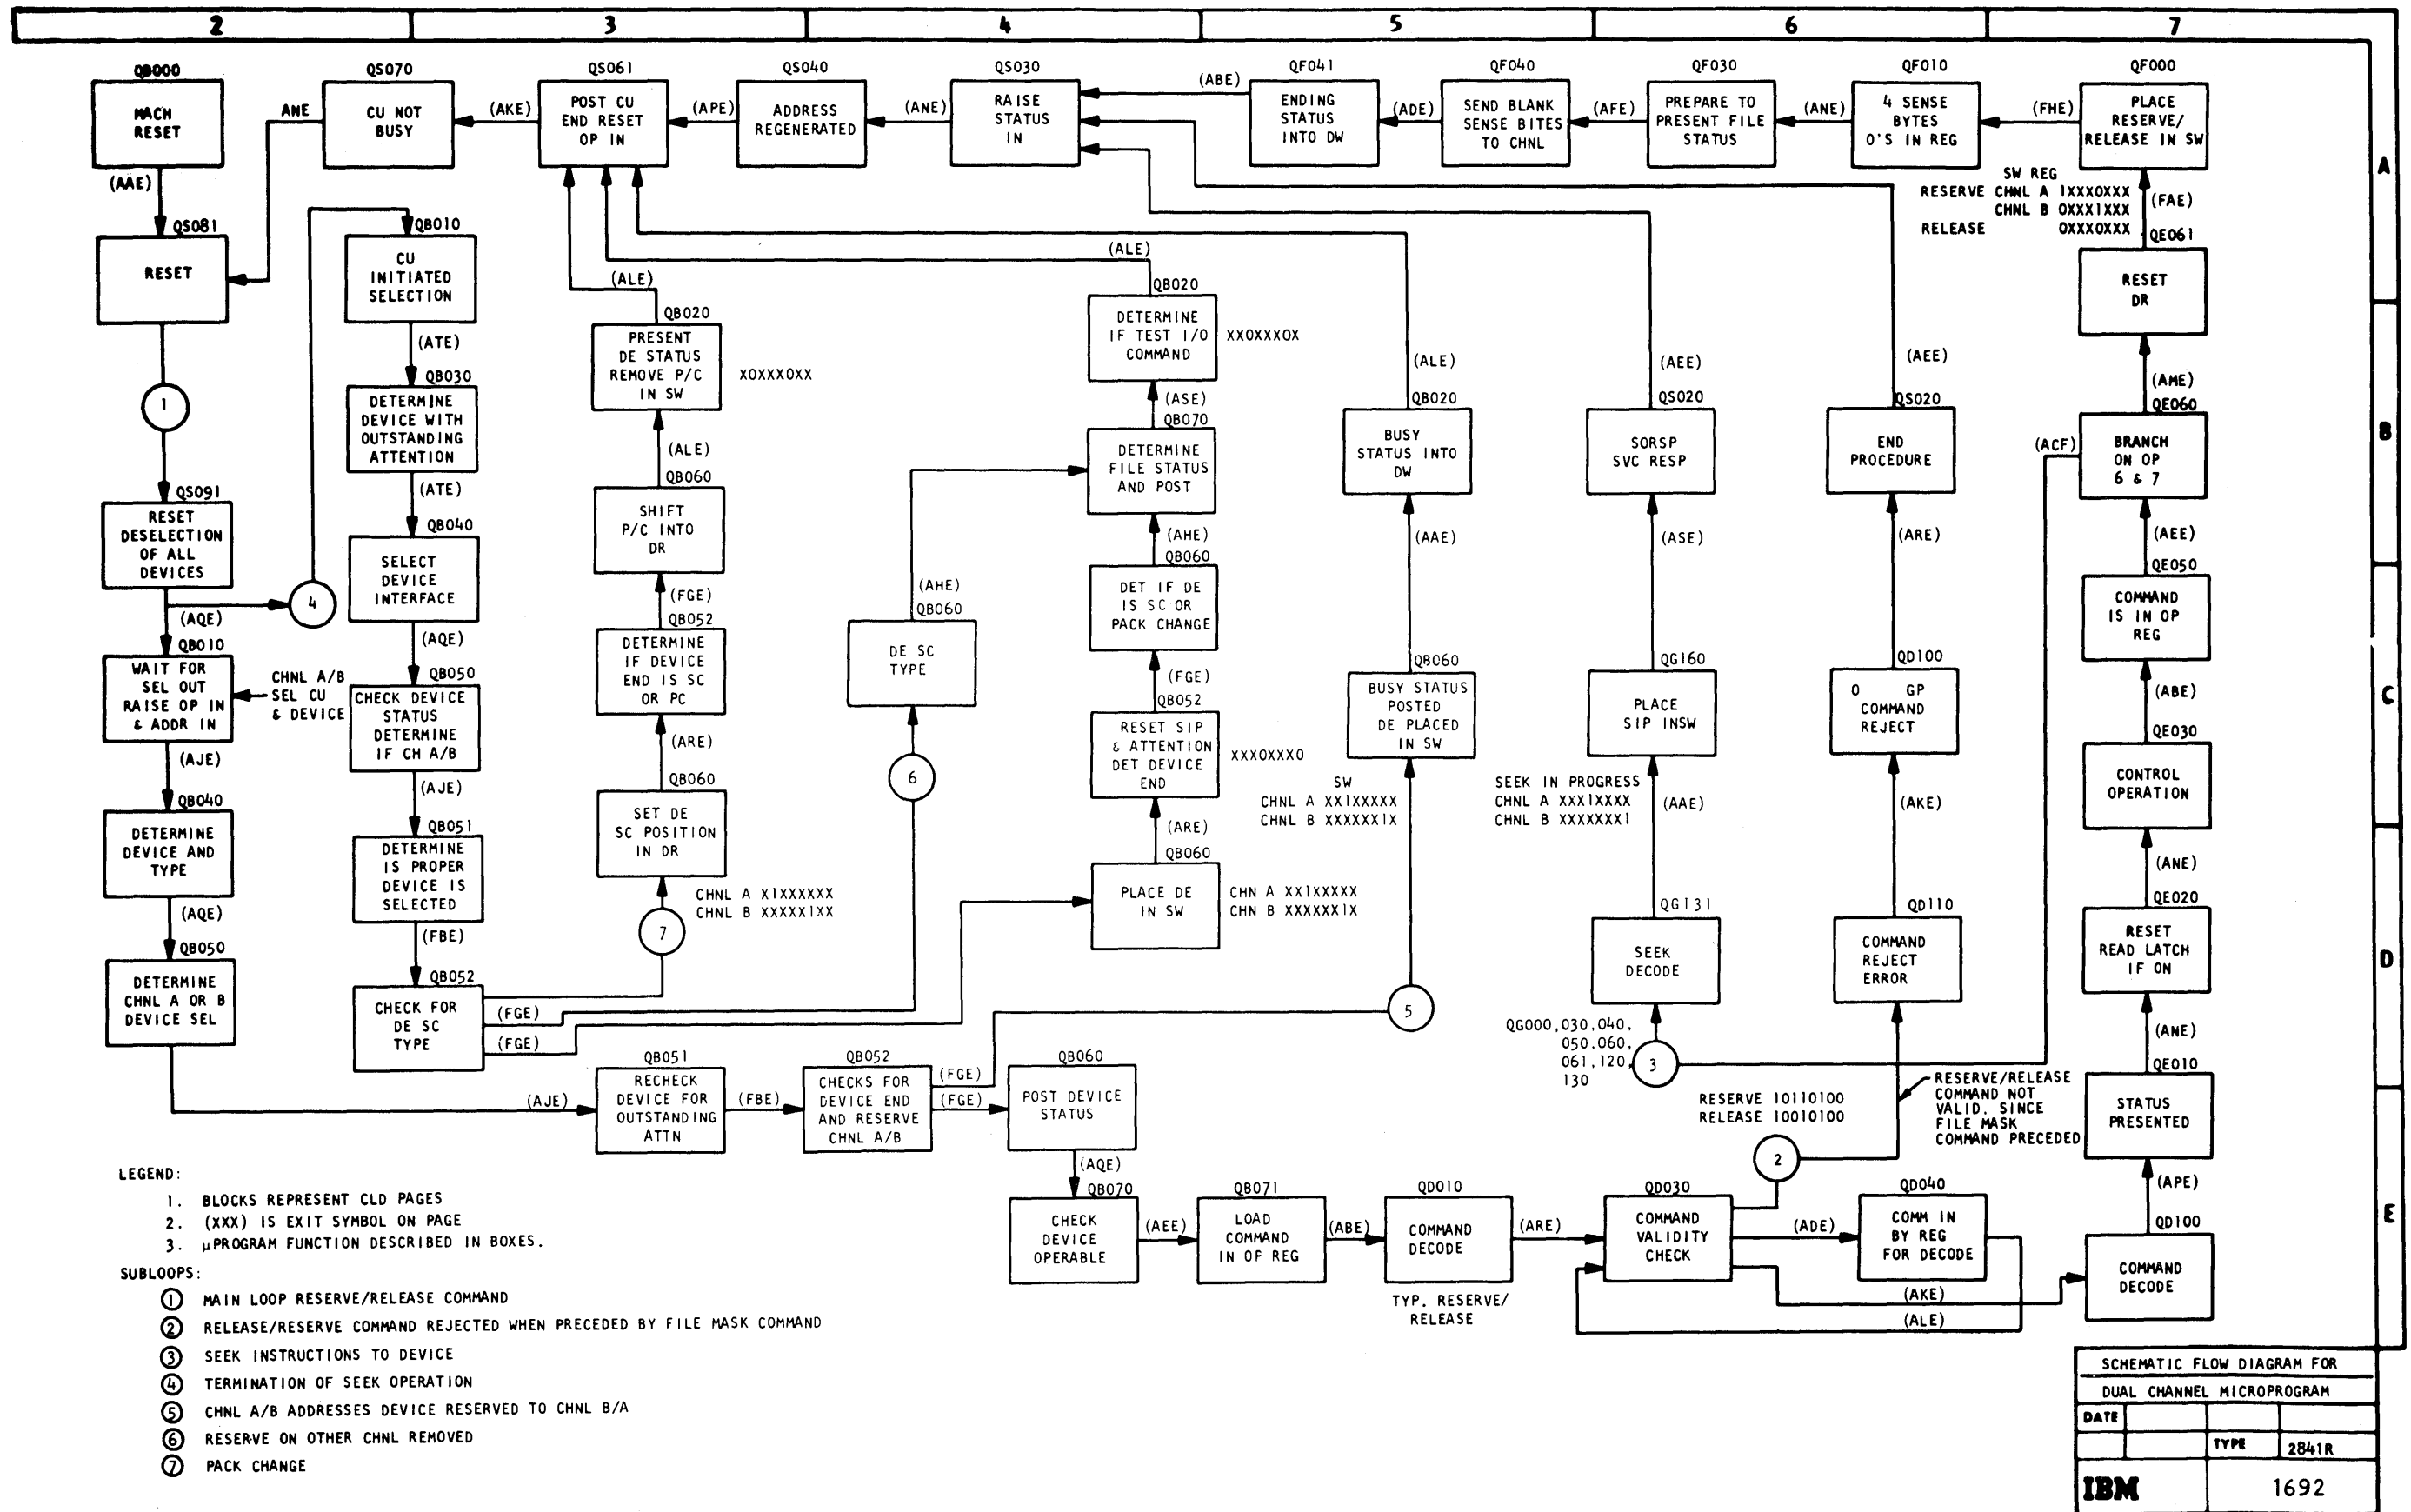 2 3 4 5 6 7
A
B
C
D
E
QB000
MACH
RESET
(AAE)
QS081
RESET
1
QS091
RESET
DESELECTION
OF ALL
DEVICES
(AQE)
4
QB010
WAIT FOR
SEL OUT
RAISE OP IN
& ADDR IN
CHNL A/B
SEL CU
& DEVICE
(AJE)
QB040
DETERMINE
DEVICE AND
TYPE
(AQE)
QB050
DETERMINE
CHNL A OR B
DEVICE SEL
(AJE)
QS070
CU NOT
BUSY
ANE
QB010
CU
INITIATED
SELECTION
(ATE)
QB030
DETERMINE
DEVICE WITH
OUTSTANDING
ATTENTION
(ATE)
QB040
SELECT
DEVICE
INTERFACE
(AQE)
QB050
CHECK DEVICE
STATUS
DETERMINE
IF CH A/B
(AJE)
QB051
DETERMINE
IS PROPER
DEVICE IS
SELECTED
(FBE)
QB052
CHECK FOR
DE SC
TYPE
(FGE)
(FGE)
QS061
POST CU
END RESET
OP IN
(AKE)
(ALE)
QB020
PRESENT
DE STATUS
REMOVE P/C
IN SW
X0XXX0XX
(ALE)
QB060
SHIFT
P/C INTO
DR
(FGE)
QB052
DETERMINE
IF DEVICE
END IS SC
OR PC
(ARE)
QB060
SET DE
SC POSITION
IN DR
CHNL A X1XXXXXX
CHNL B XXXXX1XX
7
QB051
RECHECK
DEVICE FOR
OUTSTANDING
ATTN
(FBE)
QS040
ADDRESS
REGENERATED
(APE)
(AHE)
QB060
DE SC
TYPE
6
QB052
CHECKS FOR
DEVICE END
AND RESERVE
CHNL A/B
(FGE)
(FGE)
QS030
RAISE
STATUS
IN
(ANE)
(ALE)
QB020
DETERMINE
IF TEST I/O
COMMAND
XX0XXX0X
(ASE)
QB070
DETERMINE
FILE STATUS
AND POST
(AHE)
QB060
DET IF DE
IS SC OR
PACK CHANGE
(FGE)
QB052
RESET SIP
& ATTENTION
DET DEVICE
END
XXX0XXX0
(ARE)
QB060
PLACE DE
IN SW
CHN A XX1XXXXX
CHN B XXXXXX1X
QB060
POST DEVICE
STATUS
(AQE)
QB070
CHECK
DEVICE
OPERABLE
(AEE)
QB071
LOAD
COMMAND
IN OF REG
(ABE)
QD010
COMMAND
DECODE
TYP. RESERVE/
RELEASE
(ARE)
QF041
ENDING
STATUS
INTO DW
(ABE)
(ALE)
QB020
BUSY
STATUS INTO
DW
(AAE)
QB060
BUSY STATUS
POSTED
DE PLACED
IN SW
SW
CHNL A XX1XXXXX
CHNL B XXXXXX1X
5
QF040
SEND BLANK
SENSE BITES
TO CHNL
(ADE)
QF030
PREPARE TO
PRESENT FILE
STATUS
(AFE)
(AEE)
QS020
SORSP
SVC RESP
(ASE)
QG160
PLACE
SIP INSW
SEEK IN PROGRESS
CHNL A XXX1XXXX
CHNL B XXXXXXX1
(AAE)
QG131
SEEK
DECODE
QG000,030,040,
050,060,
061,120,
130
3
QF010
4 SENSE
BYTES
0'S IN REG
(ANE)
(AEE)
QS020
END
PROCEDURE
(ARE)
QD100
0 GP
COMMAND
REJECT
(AKE)
QD110
COMMAND
REJECT
ERROR
RESERVE 10110100
RELEASE 10010100
2
RESERVE/RELEASE
COMMAND NOT
VALID. SINCE
FILE MASK
COMMAND PRECEDED
QD030
COMMAND
VALIDITY
CHECK
(ADE)
QD040
COMM IN
BY REG
FOR DECODE
(AKE)
(ALE)
QF000
PLACE
RESERVE/
RELEASE IN SW
(FHE)
SW REG
RESERVE CHNL A 1XXX0XXX
CHNL B 0XXX1XXX
RELEASE 0XXX0XXX
(FAE)
QE061
RESET
DR
(AME)
QE060
BRANCH
ON OP
6 & 7
(ACF)
(AEE)
QE050
COMMAND
IS IN OP
REG
(ABE)
QE030
CONTROL
OPERATION
(ANE)
QE020
RESET
READ LATCH
IF ON
(ANE)
QE010
STATUS
PRESENTED
(APE)
QD100
COMMAND
DECODE
LEGEND:
1. BLOCKS REPRESENT CLD PAGES
2. (XXX) IS EXIT SYMBOL ON PAGE
3. µPROGRAM FUNCTION DESCRIBED IN BOXES.
SUBLOOPS:
1 MAIN LOOP RESERVE/RELEASE COMMAND
2 RELEASE/RESERVE COMMAND REJECTED WHEN PRECEDED BY FILE MASK COMMAND
3 SEEK INSTRUCTIONS TO DEVICE
4 TERMINATION OF SEEK OPERATION
5 CHNL A/B ADDRESSES DEVICE RESERVED TO CHNL B/A
6 RESERVE ON OTHER CHNL REMOVED
7 PACK CHANGE
SCHEMATIC FLOW DIAGRAM FOR
DUAL CHANNEL MICROPROGRAM
DATE
TYPE 2841R
IBM 1692